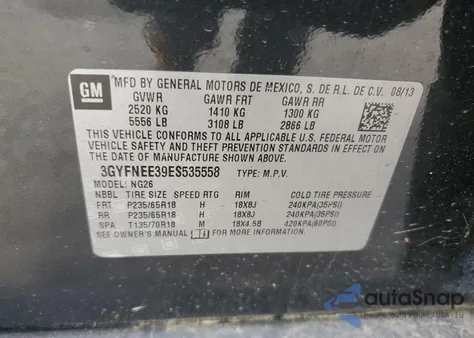 GM
MFD BY GENERAL MOTORS DE MEXICO, S. DE R.L. DE C.V. 08/13
GVWR GAWR FRT GAWR RR
2520 KG 1410 KG 1300 KG
5556 LB 3108 LB 2866 LB
THIS VEHICLE CONFORMS TO ALL APPLICABLE U.S. FEDERAL MOTOR
VEHICLE SAFETY AND THEFT PREVENTION STANDARDS IN EFFECT ON
THE DATE OF MANUFACTURE SHOWN ABOVE.
3GYFNEE39ES535558 TYPE: M.P.V.
MODEL: NG26
NBBL TIRE SIZE SPEED RTG RIM COLD TIRE PRESSURE
FRT P235/65R18 H 18X8J 240KPA(35PSI)
RR P235/65R18 H 18X8J 240KPA(35PSI)
SPA T135/70R18 M 18X4.5B 420KPA(60PSI)
SEE OWNER'S MANUAL FOR MORE INFORMATION
autoSnap